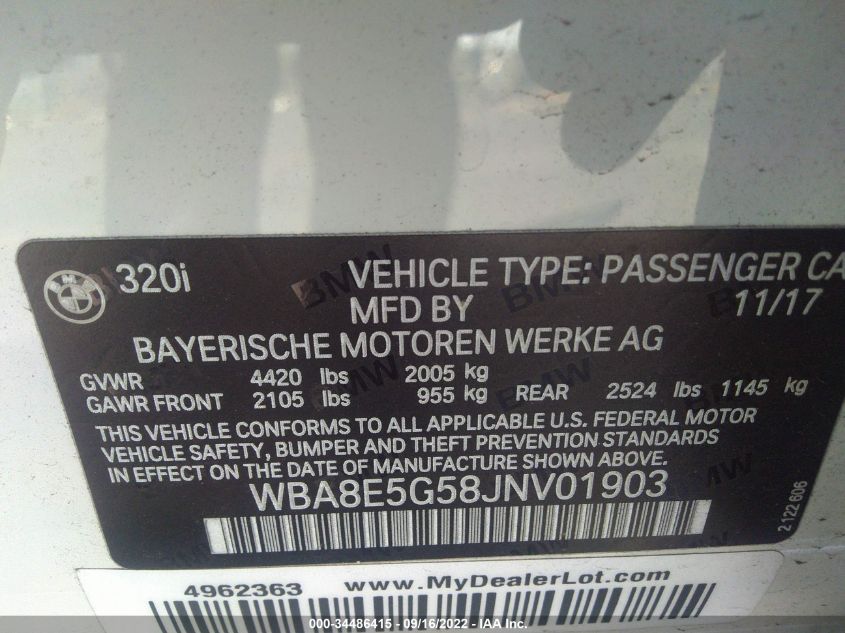 320i VEHICLE TYPE: PASSENGER CA
MFD BY 11/17
BAYERISCHE MOTOREN WERKE AG
GVWR 4420 lbs 2005 kg
GAWR FRONT 2105 lbs 955 kg REAR 2524 lbs 1145 kg
THIS VEHICLE CONFORMS TO ALL APPLICABLE U.S. FEDERAL MOTOR
VEHICLE SAFETY, BUMPER AND THEFT PREVENTION STANDARDS
IN EFFECT ON THE DATE OF MANUFACTURE SHOWN ABOVE.
WBA8E5G58JNV01903
2 122 606
4962363 www.MyDealerLot.com
000-34486415 - 09/16/2022 - IAA Inc.